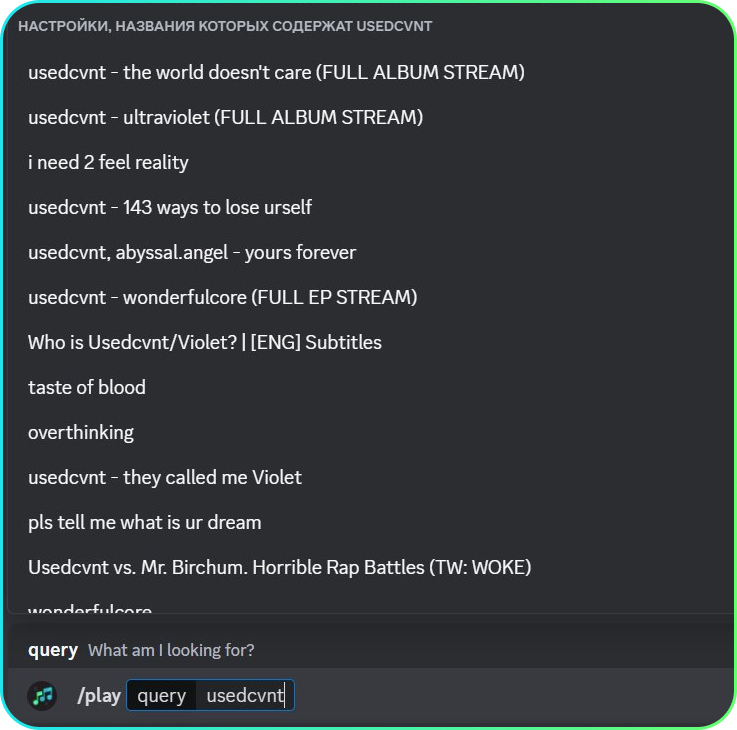 НАСТРОЙКИ, НАЗВАНИЯ КОТОРЫХ СОДЕРЖАТ USEDCVNT
usedcvnt - the world doesn't care (FULL ALBUM STREAM)
usedcvnt - ultraviolet (FULL ALBUM STREAM)
i need 2 feel reality
usedcvnt - 143 ways to lose urself
usedcvnt, abyssal.angel - yours forever
usedcvnt - wonderfulcore (FULL EP STREAM)
Who is Usedcvnt/Violet? | [ENG] Subtitles
taste of blood
overthinking
usedcvnt - they called me Violet
pls tell me what is ur dream
Usedcvnt vs. Mr. Birchum. Horrible Rap Battles (TW: WOKE)
wonderfulcore
query What am I looking for?
/play query usedcvnt